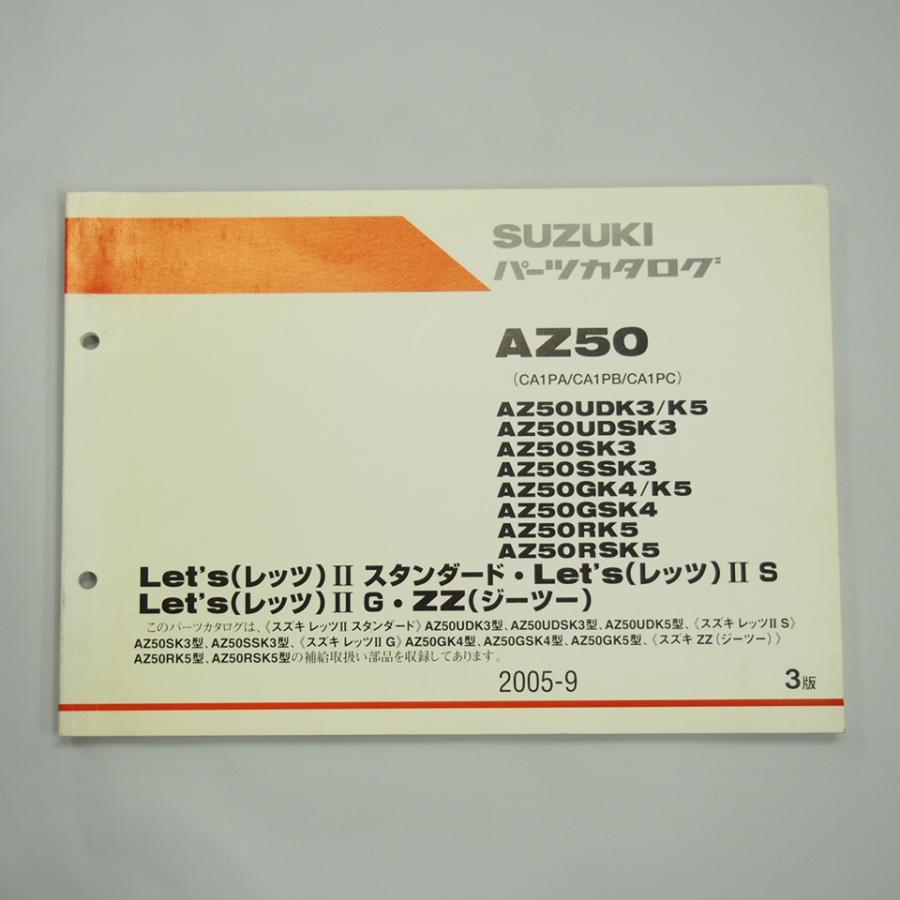 SUZUKI
パーツカタログ
AZ50
(CA1PA/CA1PB/CA1PC)
AZ50UDK3/K5
AZ50UDSK3
AZ50SK3
AZ50SSK3
AZ50GK4/K5
AZ50GSK4
AZ50RK5
AZ50RSK5
Let's(レッツ)II スタンダード・Let's(レッツ)II S
Let's(レッツ)II G・ZZ(ジーツー)
このパーツカタログは、《スズキ レッツII スタンダード》AZ50UDK3型、AZ50UDSK3型、AZ50UDK5型、《スズキ レッツII S》
AZ50SK3型、AZ50SSK3型、《スズキ レッツII G》AZ50GK4型、AZ50GSK4型、AZ50GK5型、《スズキ ZZ(ジーツー)》
AZ50RK5型、AZ50RSK5型の補給取扱い部品を収録してあります。
2005-9
3版